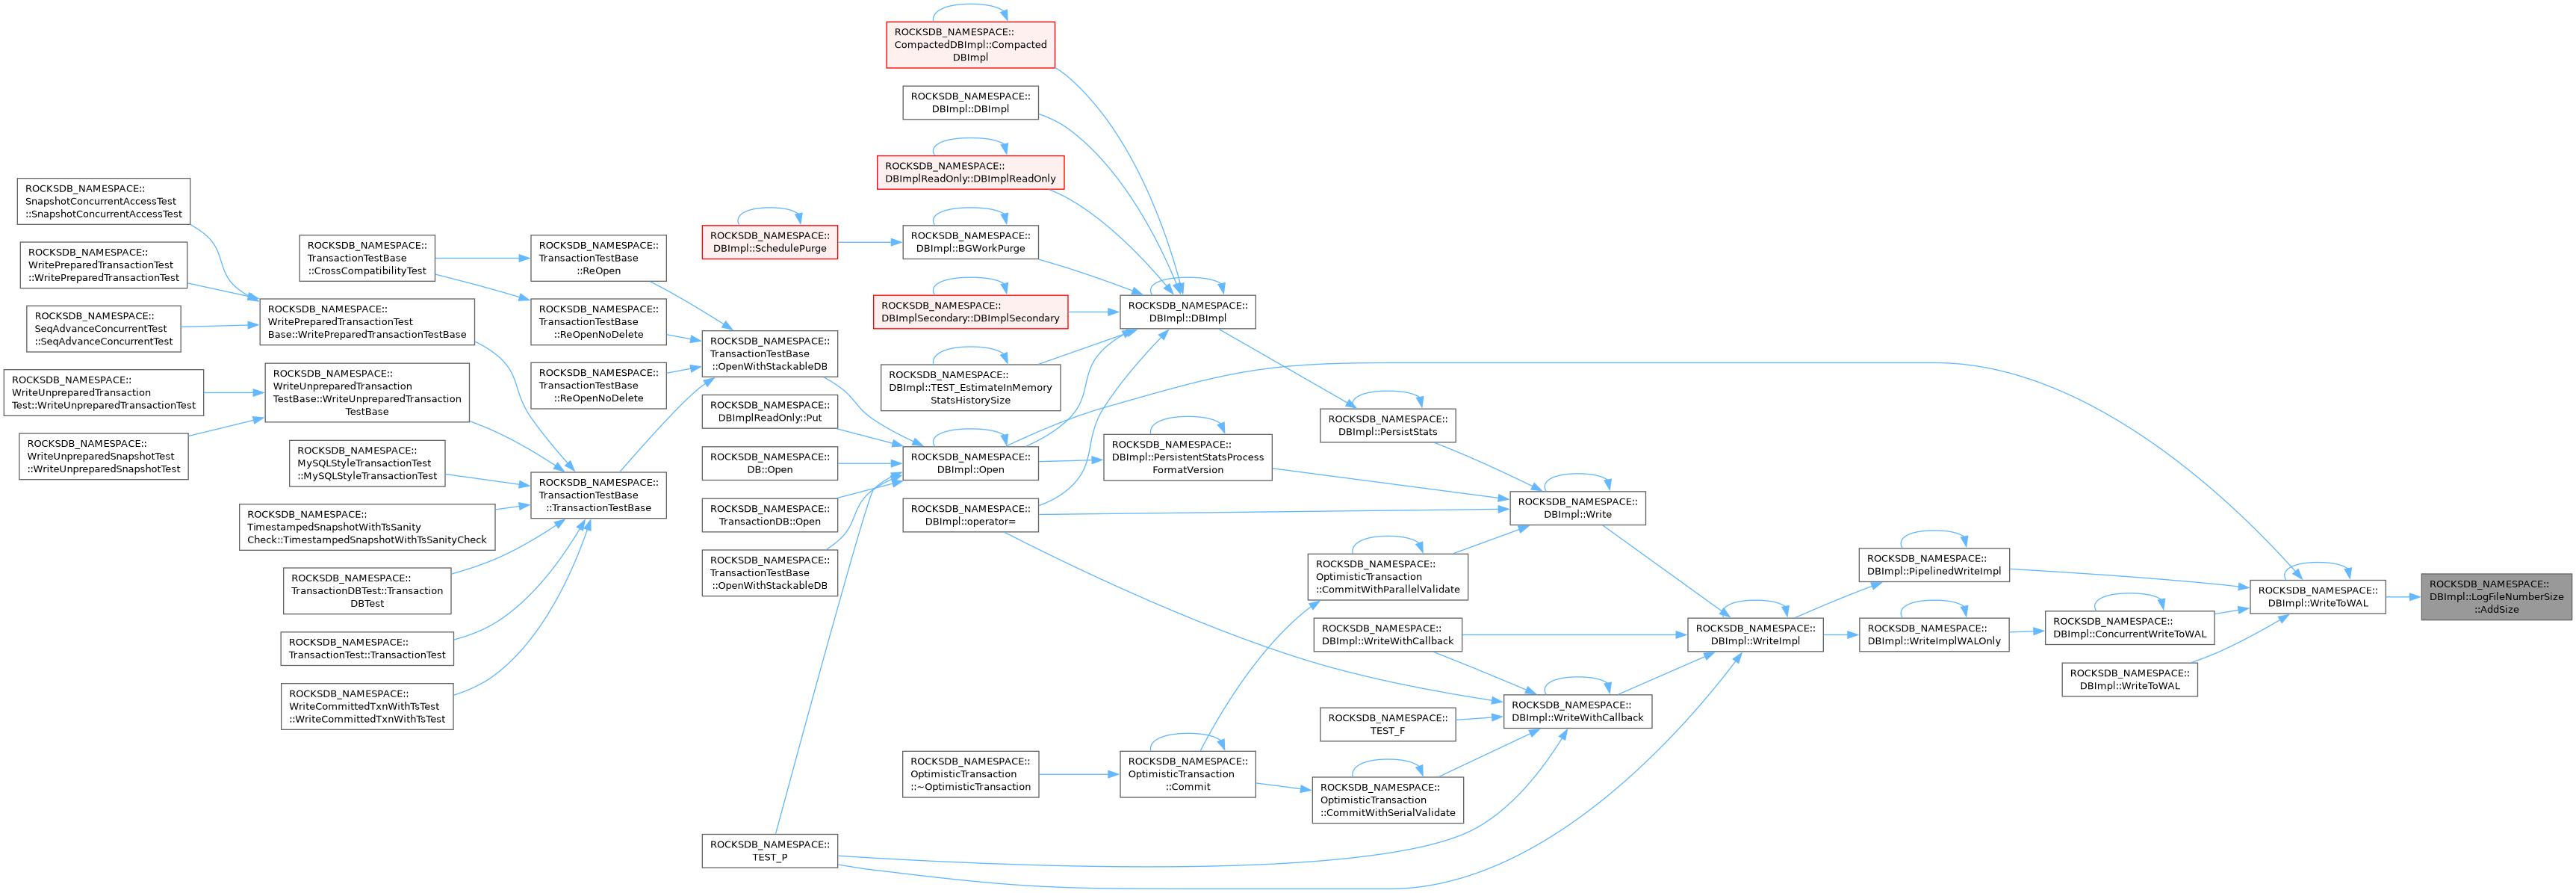 ROCKSDB_NAMESPACE::
CompactedDBImpl::Compacted
DBImpl
ROCKSDB_NAMESPACE::
DBImpl::DBImpl
ROCKSDB_NAMESPACE::
DBImplReadOnly::DBImplReadOnly
ROCKSDB_NAMESPACE::
SnapshotConcurrentAccessTest
::SnapshotConcurrentAccessTest
ROCKSDB_NAMESPACE::
DBImpl::SchedulePurge
ROCKSDB_NAMESPACE::
DBImpl::BGWorkPurge
ROCKSDB_NAMESPACE::
WritePreparedTransactionTest
::WritePreparedTransactionTest
ROCKSDB_NAMESPACE::
TransactionTestBase
::CrossCompatibilityTest
ROCKSDB_NAMESPACE::
TransactionTestBase
::ReOpen
ROCKSDB_NAMESPACE::
SeqAdvanceConcurrentTest
::SeqAdvanceConcurrentTest
ROCKSDB_NAMESPACE::
WritePreparedTransactionTest
Base::WritePreparedTransactionTestBase
ROCKSDB_NAMESPACE::
TransactionTestBase
::ReOpenNoDelete
ROCKSDB_NAMESPACE::
DBImplSecondary::DBImplSecondary
ROCKSDB_NAMESPACE::
DBImpl::DBImpl
ROCKSDB_NAMESPACE::
TransactionTestBase
::OpenWithStackableDB
ROCKSDB_NAMESPACE::
WriteUnpreparedTransaction
Test::WriteUnpreparedTransactionTest
ROCKSDB_NAMESPACE::
WriteUnpreparedTransaction
TestBase::WriteUnpreparedTransaction
TestBase
ROCKSDB_NAMESPACE::
TransactionTestBase
::ReOpenNoDelete
ROCKSDB_NAMESPACE::
DBImpl::TEST_EstimateInMemory
StatsHistorySize
ROCKSDB_NAMESPACE::
DBImplReadOnly::Put
ROCKSDB_NAMESPACE::
DBImpl::PersistStats
ROCKSDB_NAMESPACE::
WriteUnpreparedSnapshotTest
::WriteUnpreparedSnapshotTest
ROCKSDB_NAMESPACE::
MySQLStyleTransactionTest
::MySQLStyleTransactionTest
ROCKSDB_NAMESPACE::
DB::Open
ROCKSDB_NAMESPACE::
DBImpl::Open
ROCKSDB_NAMESPACE::
DBImpl::PersistentStatsProcess
FormatVersion
ROCKSDB_NAMESPACE::
TransactionTestBase
::TransactionTestBase
ROCKSDB_NAMESPACE::
TimestampedSnapshotWithTsSanity
Check::TimestampedSnapshotWithTsSanityCheck
ROCKSDB_NAMESPACE::
TransactionDB::Open
ROCKSDB_NAMESPACE::
DBImpl::operator=
ROCKSDB_NAMESPACE::
DBImpl::Write
ROCKSDB_NAMESPACE::
TransactionDBTest::Transaction
DBTest
ROCKSDB_NAMESPACE::
TransactionTestBase
::OpenWithStackableDB
ROCKSDB_NAMESPACE::
OptimisticTransaction
::CommitWithParallelValidate
ROCKSDB_NAMESPACE::
DBImpl::PipelinedWriteImpl
ROCKSDB_NAMESPACE::
DBImpl::WriteToWAL
ROCKSDB_NAMESPACE::
DBImpl::LogFileNumberSize
::AddSize
ROCKSDB_NAMESPACE::
TransactionTest::TransactionTest
ROCKSDB_NAMESPACE::
DBImpl::WriteWithCallback
ROCKSDB_NAMESPACE::
DBImpl::WriteImpl
ROCKSDB_NAMESPACE::
DBImpl::WriteImplWALOnly
ROCKSDB_NAMESPACE::
DBImpl::ConcurrentWriteToWAL
ROCKSDB_NAMESPACE::
DBImpl::WriteToWAL
ROCKSDB_NAMESPACE::
WriteCommittedTxnWithTsTest
::WriteCommittedTxnWithTsTest
ROCKSDB_NAMESPACE::
TEST_F
ROCKSDB_NAMESPACE::
DBImpl::WriteWithCallback
ROCKSDB_NAMESPACE::
OptimisticTransaction
::~OptimisticTransaction
ROCKSDB_NAMESPACE::
OptimisticTransaction
::Commit
ROCKSDB_NAMESPACE::
OptimisticTransaction
::CommitWithSerialValidate
ROCKSDB_NAMESPACE::
TEST_P